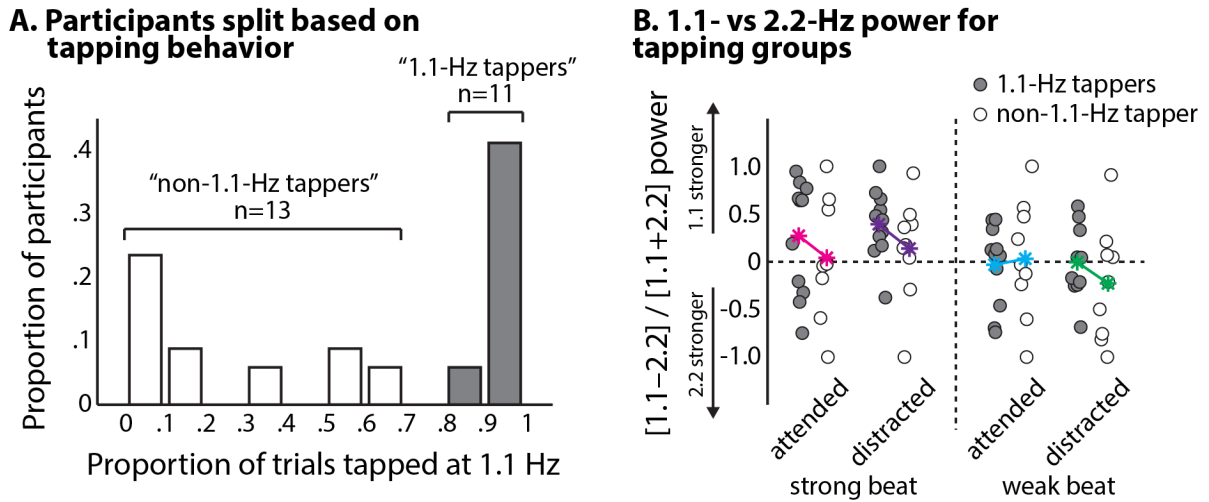 A. Participants split based on
tapping behavior
“1.1-Hz tappers”
n=11
“non-1.1-Hz tappers”
n=13
Proportion of participants
.4
.3
.2
.1
0
0 .1 .2 .3 .4 .5 .6 .7 .8 .9 1
Proportion of trials tapped at 1.1 Hz
B. 1.1- vs 2.2-Hz power for
tapping groups
1.1-Hz tappers
non-1.1-Hz tapper
[1.1−2.2] / [1.1+2.2] power
1.1 stronger
2.2 stronger
1.0
0.5
0
-0.5
-1.0
attended
distracted
attended
distracted
strong beat
weak beat